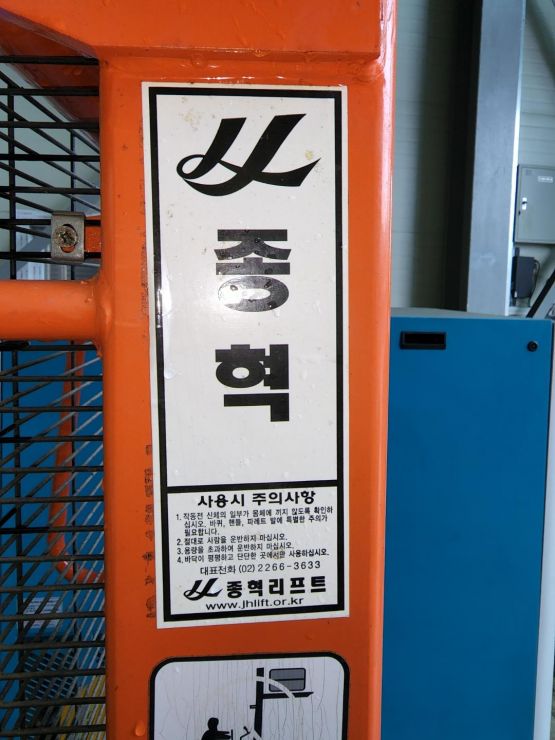 종
혁
사용시 주의사항
1. 작동전 신체의 일부가 몸체에 끼지 않도록 확인하
십시오. 바퀴, 핸들, 파레트 발에 특별한 주의가
필요합니다.
2. 절대로 사람을 운반하지 마십시오.
3. 용량을 초과하여 운반하지 마십시오.
4. 바닥이 평평하고 단단한 곳에서만 사용하십시오.
대표전화 (02) 2266-3633
종혁리프트
www.jhlift.or.kr